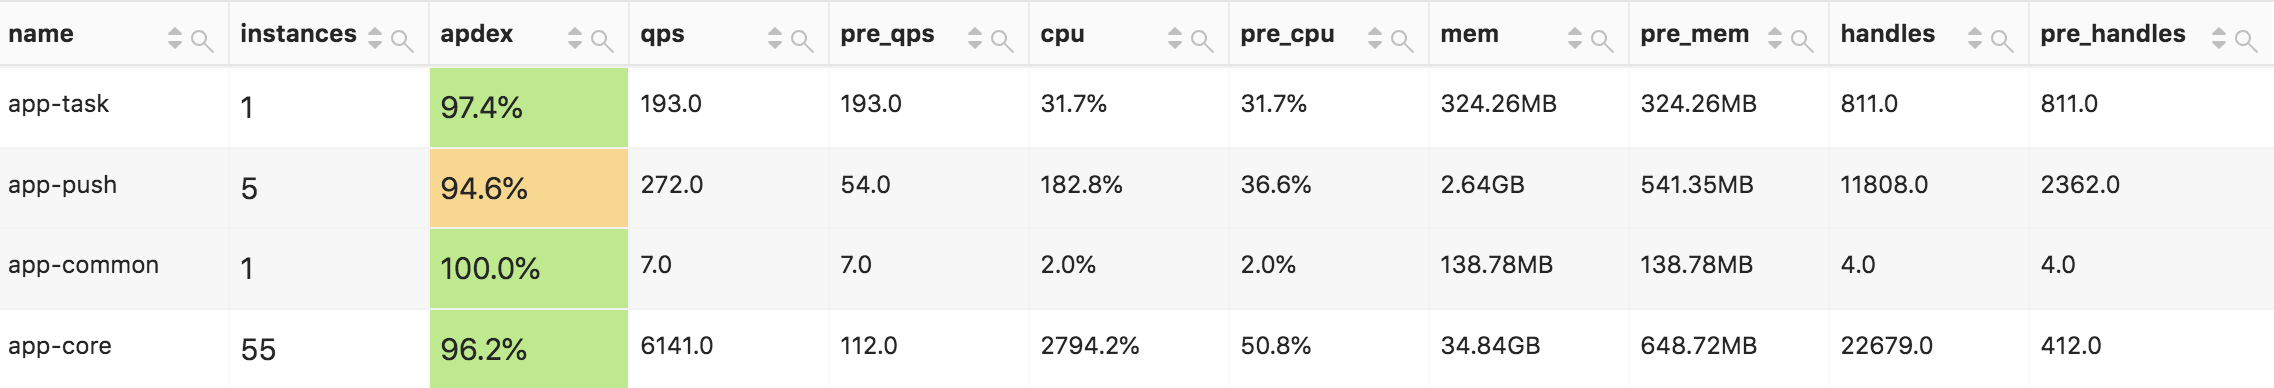 name instances apdex qps pre_qps cpu pre_cpu mem pre_mem handles pre_handles
app-task 1 97.4% 193.0 193.0 31.7% 31.7% 324.26MB 324.26MB 811.0 811.0
app-push 5 94.6% 272.0 54.0 182.8% 36.6% 2.64GB 541.35MB 11808.0 2362.0
app-common 1 100.0% 7.0 7.0 2.0% 2.0% 138.78MB 138.78MB 4.0 4.0
app-core 55 96.2% 6141.0 112.0 2794.2% 50.8% 34.84GB 648.72MB 22679.0 412.0